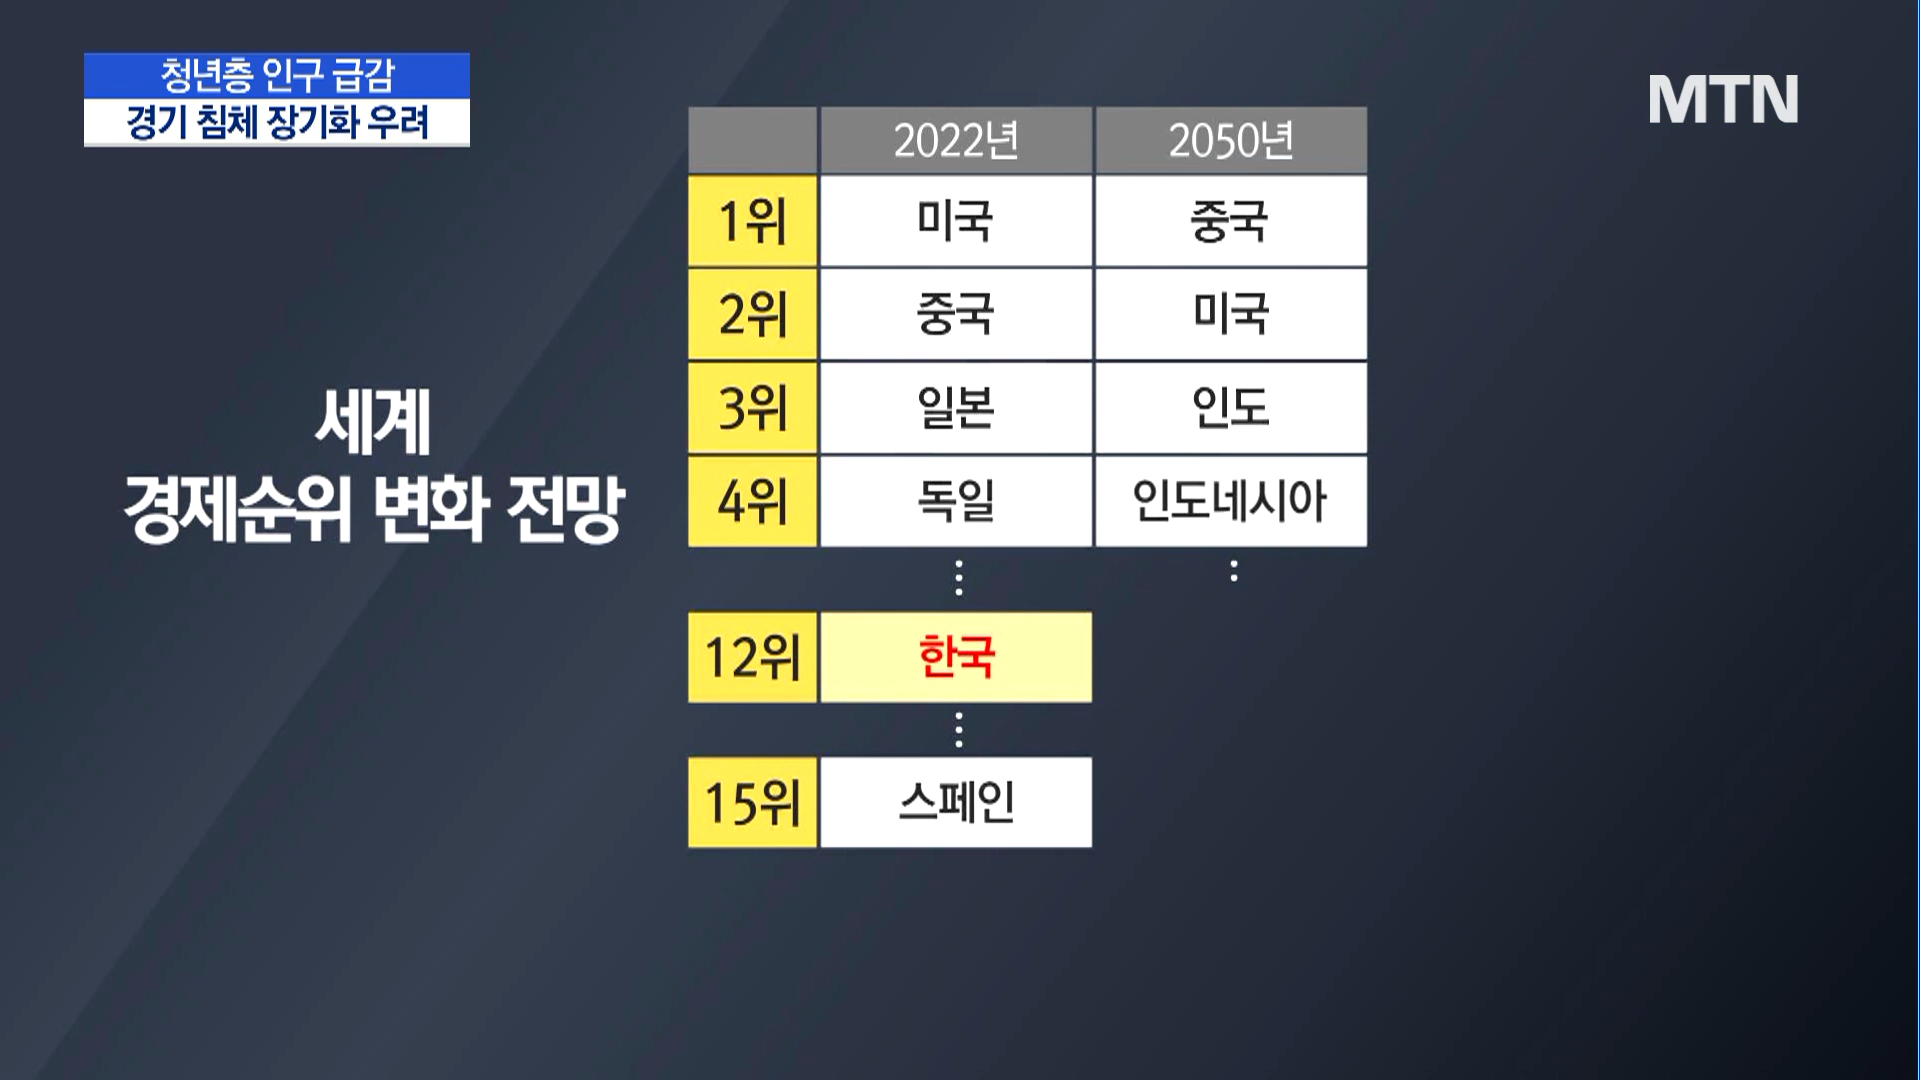 청년층 인구 급감
경기 침체 장기화 우려
MTN
세계
경제순위 변화 전망
2022년 2050년
1위 미국 중국
2위 중국 미국
3위 일본 인도
4위 독일 인도네시아
12위 한국
15위 스페인